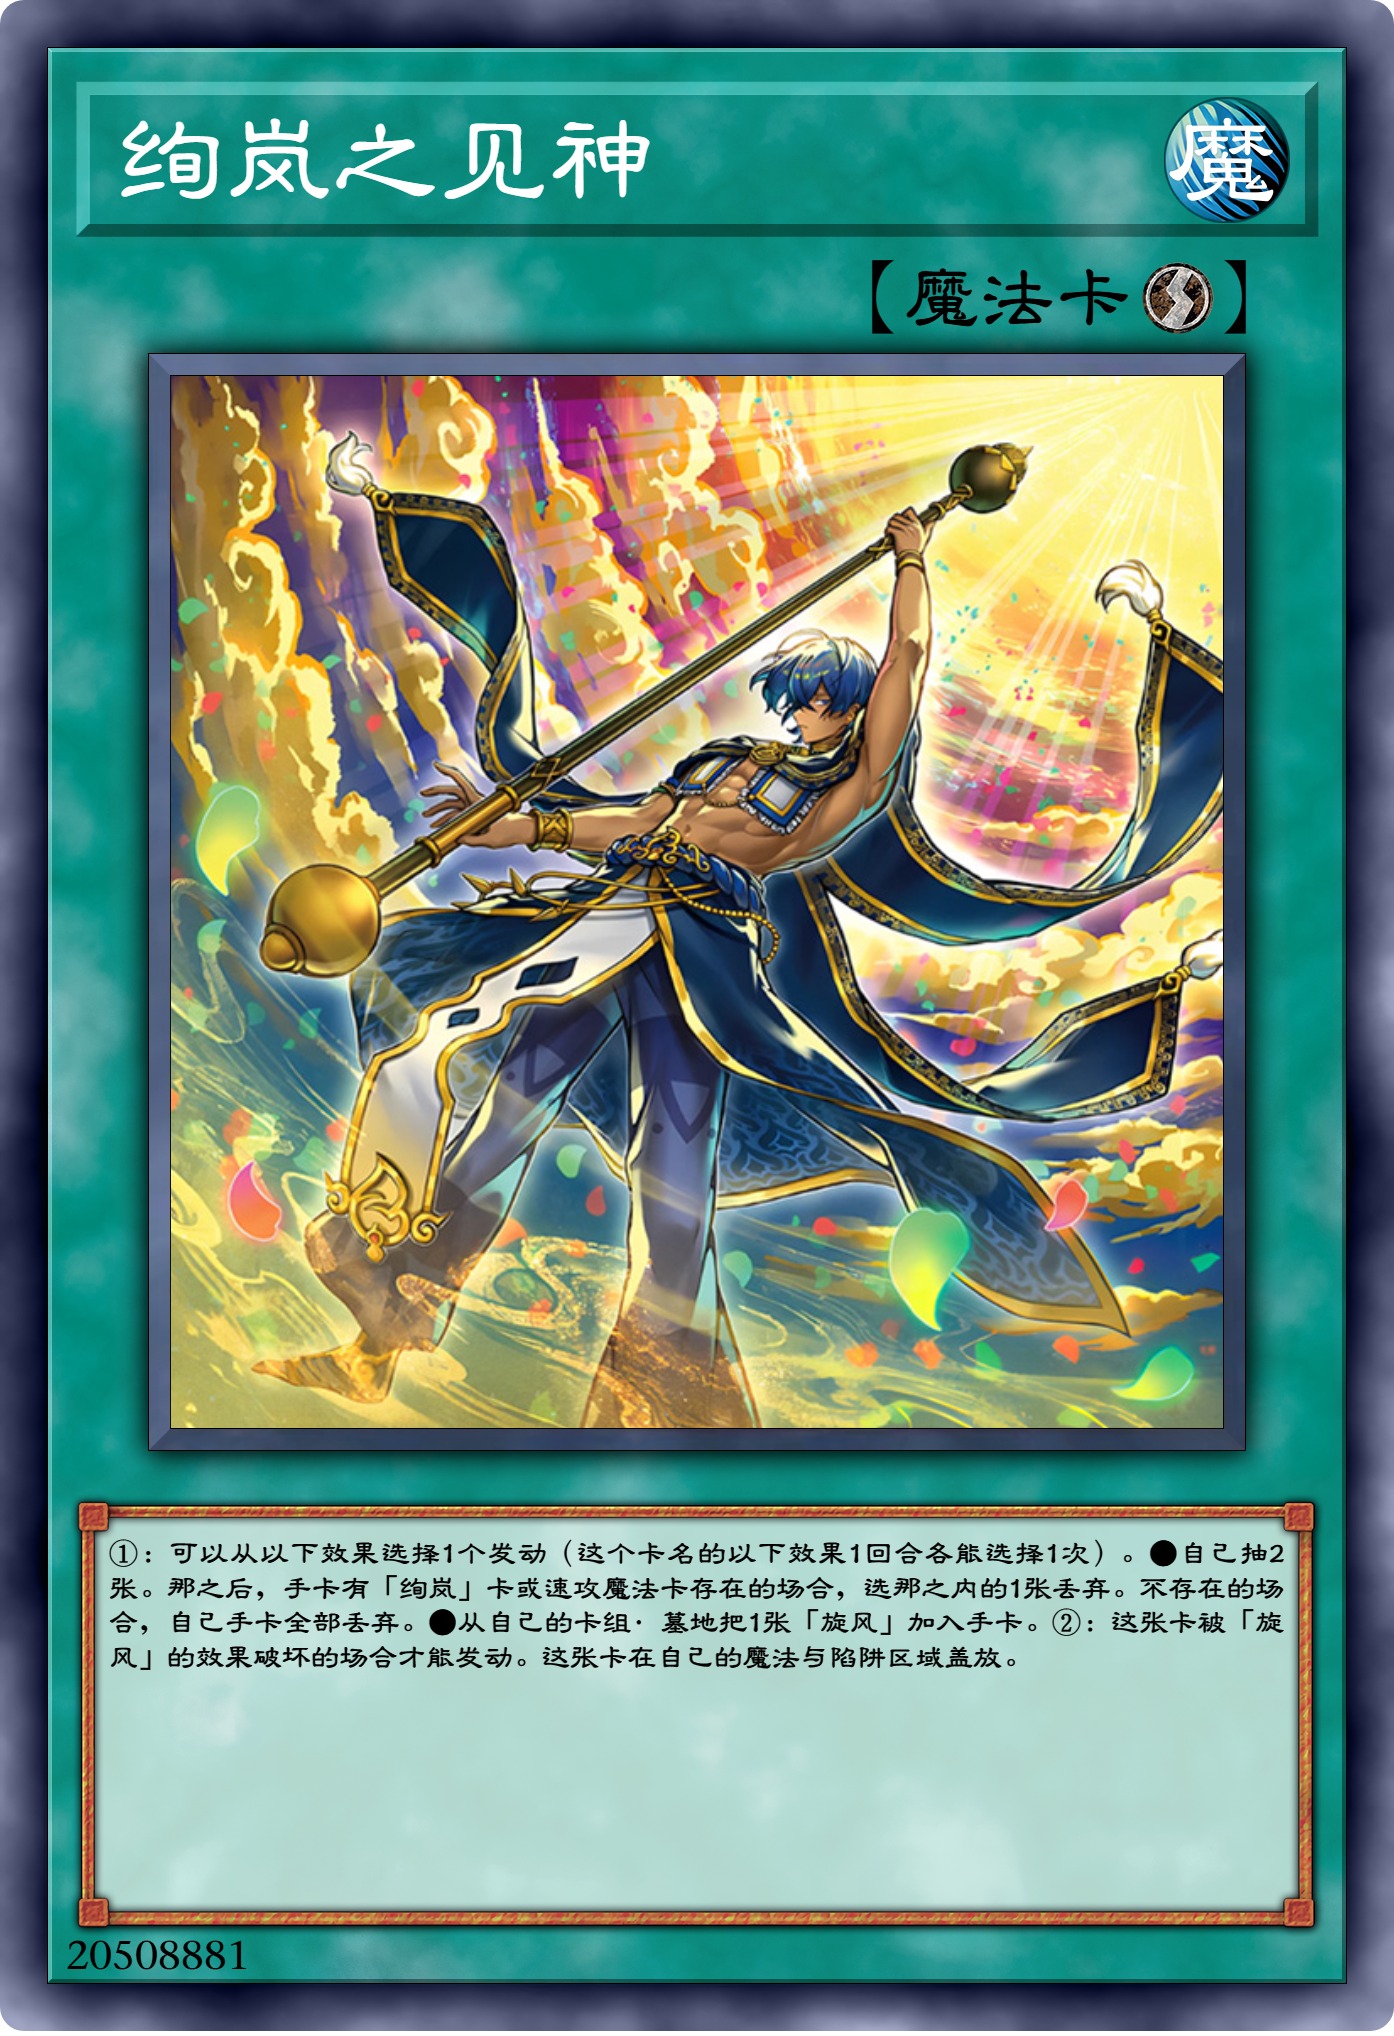 绚岚之见神
魔
【魔法卡】
①：可以从以下效果选择1个发动（这个卡名的以下效果1回合各能选择1次）。●自己抽2
张。那之后，手卡有「绚岚」卡或速攻魔法卡存在的场合，选那之内的1张丢弃。不存在的场
合，自己手卡全部丢弃。●从自己的卡组·墓地把1张「旋风」加入手卡。②：这张卡被「旋
风」的效果破坏的场合才能发动。这张卡在自己的魔法与陷阱区域盖放。
20508881